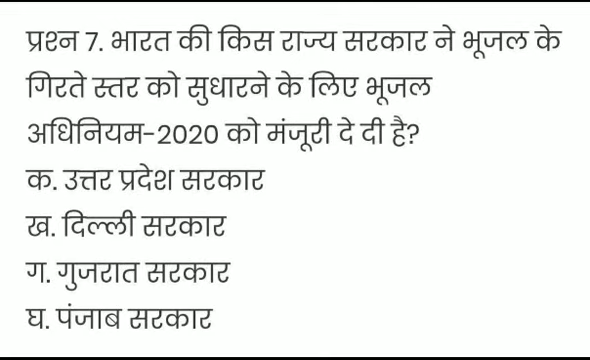 प्रश्न 7. भारत की किस राज्य सरकार ने भूजल के
गिरते स्तर को सुधारने के लिए भूजल
अधिनियम-2020 को मंजूरी दे दी है?
क. उत्तर प्रदेश सरकार
ख. दिल्ली सरकार
ग. गुजरात सरकार
घ. पंजाब सरकार